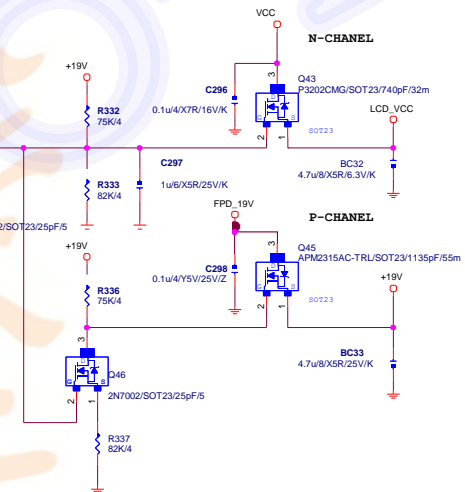 VCC
N-CHANEL
+19V
3
Q43
P3202CMG/SOT23/740pF/32m
C296
0.1u/4/X7R/16V/K
D
G
S
R332
75K/4
2
1
SOT23
LCD_VCC
C297
1u/6/X5R/25V/K
R333
82K/4
BC32
4.7u/8/X5R/6.3V/K
/SOT23/25pF/5
FPD_19V
P-CHANEL
+19V
3
Q45
APM2315AC-TRL/SOT23/1135pF/55m
C298
0.1u/4/Y5V/25V/Z
D
G
S
+19V
R336
75K/4
2
1
SOT23
3
BC33
4.7u/8/X5R/25V/K
D
G
S
Q46
2N7002/SOT23/25pF/5
2
1
R337
82K/4